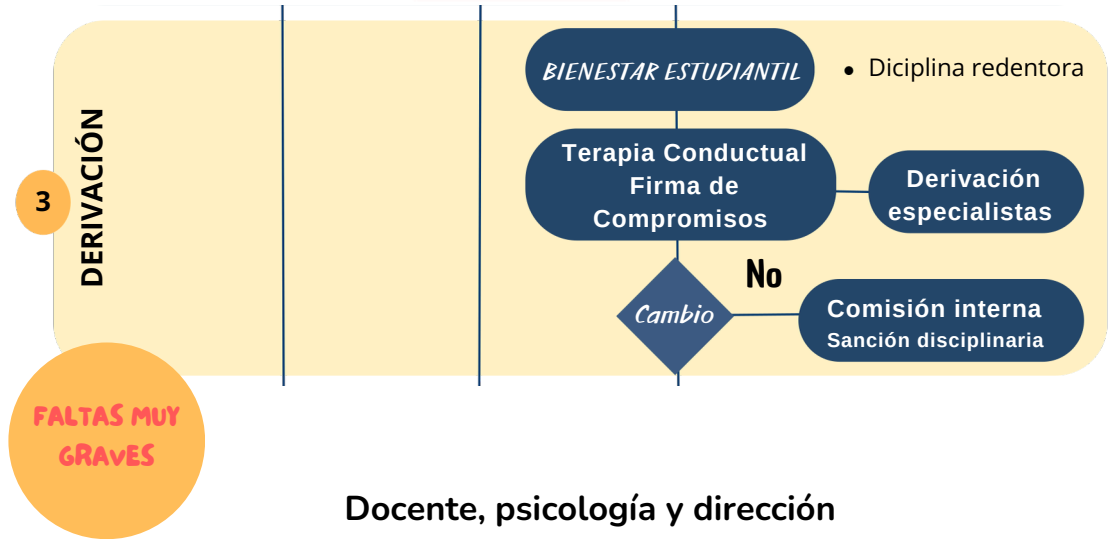 BIENESTAR ESTUDIANTIL
• Diciplina redentora
3
DERIVACIÓN
Terapia Conductual
Firma de
Compromisos
Derivación
especialistas
No
Cambio
Comisión interna
Sanción disciplinaria
FALTAS MUY
GRAVES
Docente, psicología y dirección